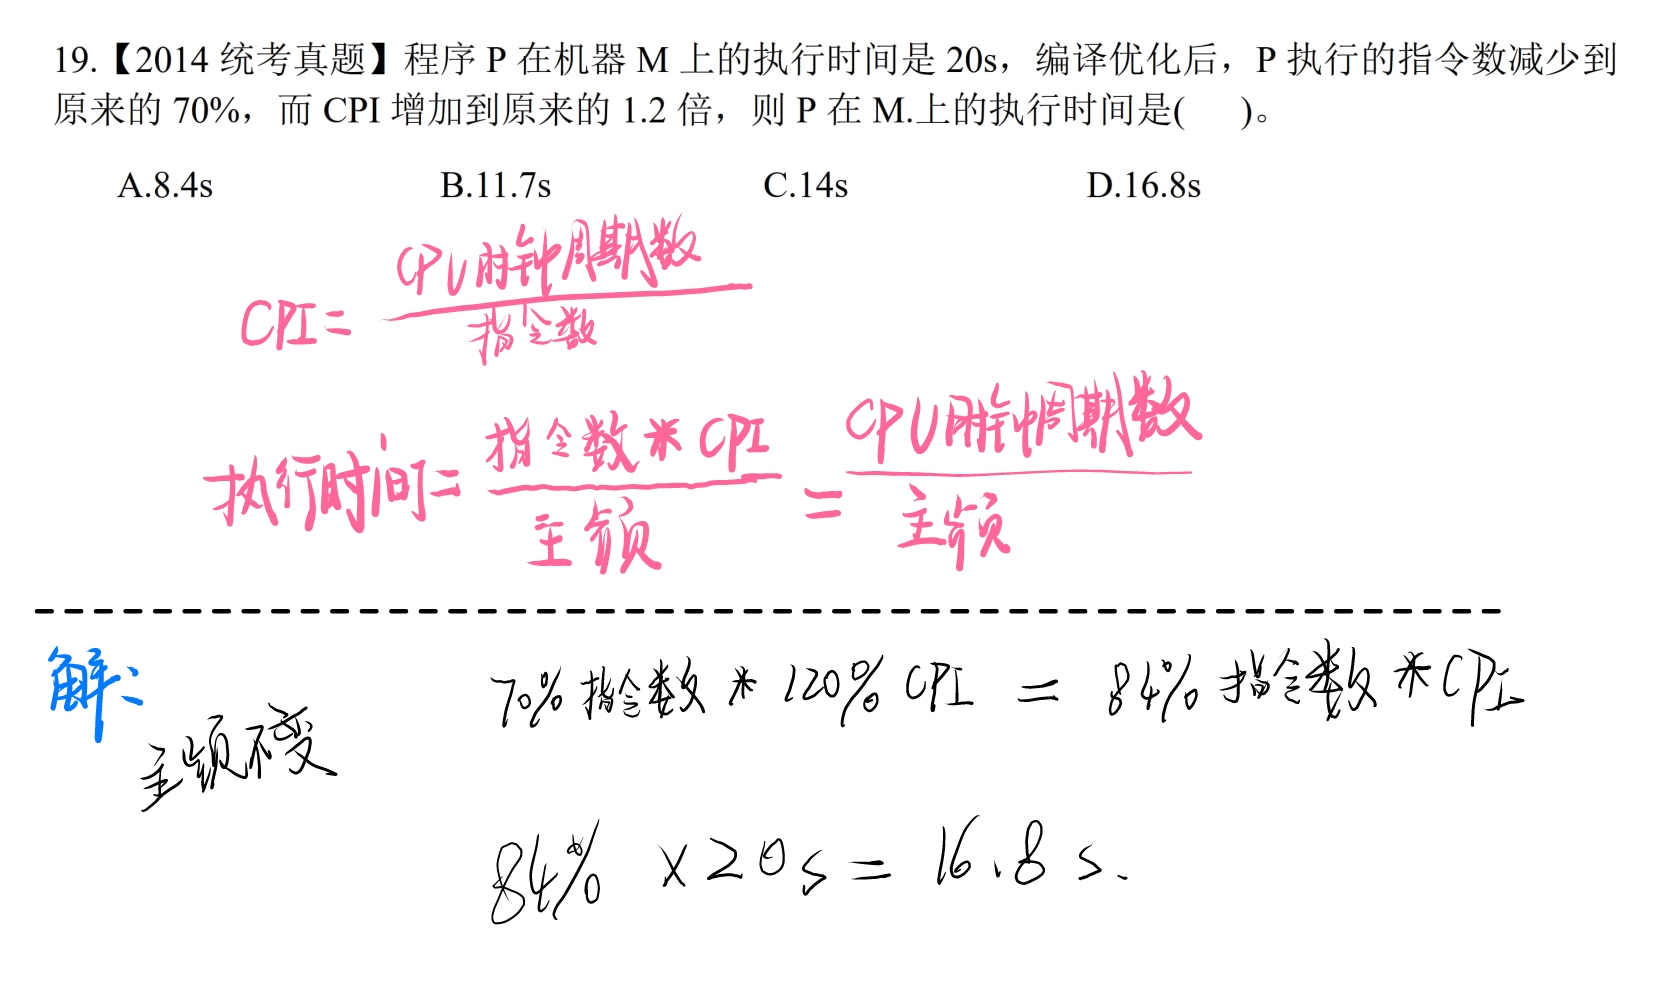 19.【2014 统考真题】程序 P 在机器 M 上的执行时间是 20s，编译优化后，P 执行的指令数减少到
原来的 70%，而 CPI 增加到原来的 1.2 倍，则 P 在 M.上的执行时间是( )。
A.8.4s B.11.7s C.14s D.16.8s
CPU时钟周期数
CPI=
指令数
指令数*CPI CPU时钟周期数
执行时间= =
主频 主频
解:
70%指令数*120%CPI = 84%指令数*CPI
主频不变
84% ×20s = 16.8s.